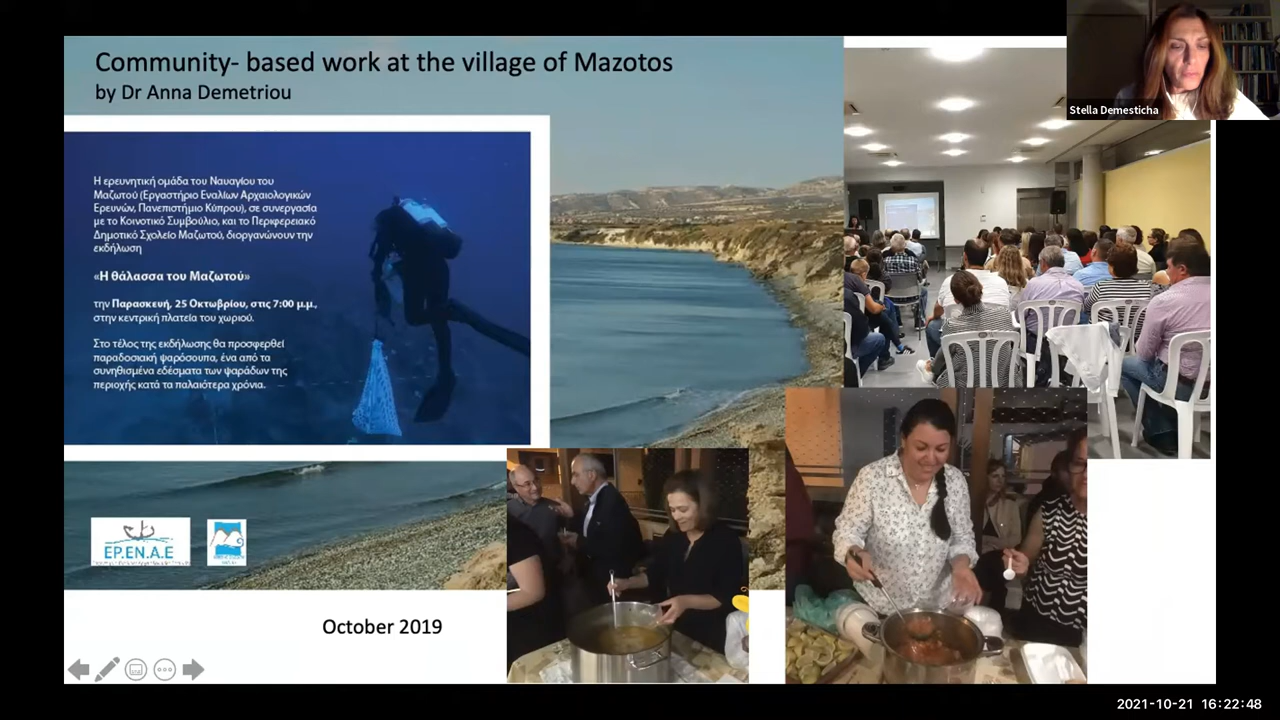 Community- based work at the village of Mazotos
by Dr Anna Demetriou
Stella Demesticha
Η ερευνητική ομάδα του Ναυαγίου του
Μαζωτού (Εργαστήριο Εναλίων Αρχαιολογικών
Ερευνών, Πανεπιστήμιο Κύπρου), σε συνεργασία
με το Κοινοτικό Συμβούλιο, και το Περιφερειακό
Δημοτικό Σχολείο Μαζωτού, διοργανώνουν την
εκδήλωση
«Η θάλασσα του Μαζωτού»
την Παρασκευή, 25 Οκτωβρίου, στις 7:00 μ.μ.,
στην κεντρική πλατεία του χωριού.
Στο τέλος της εκδήλωσης θα προσφερθεί
παραδοσιακή ψαρόσουπα, ένα από τα
συνηθισμένα εδέσματα των ψαράδων της
περιοχής κατά τα παλαιότερα χρόνια.
ΕΡ.ΕΝ.Α.Ε
October 2019
2021-10-21 16:22:48